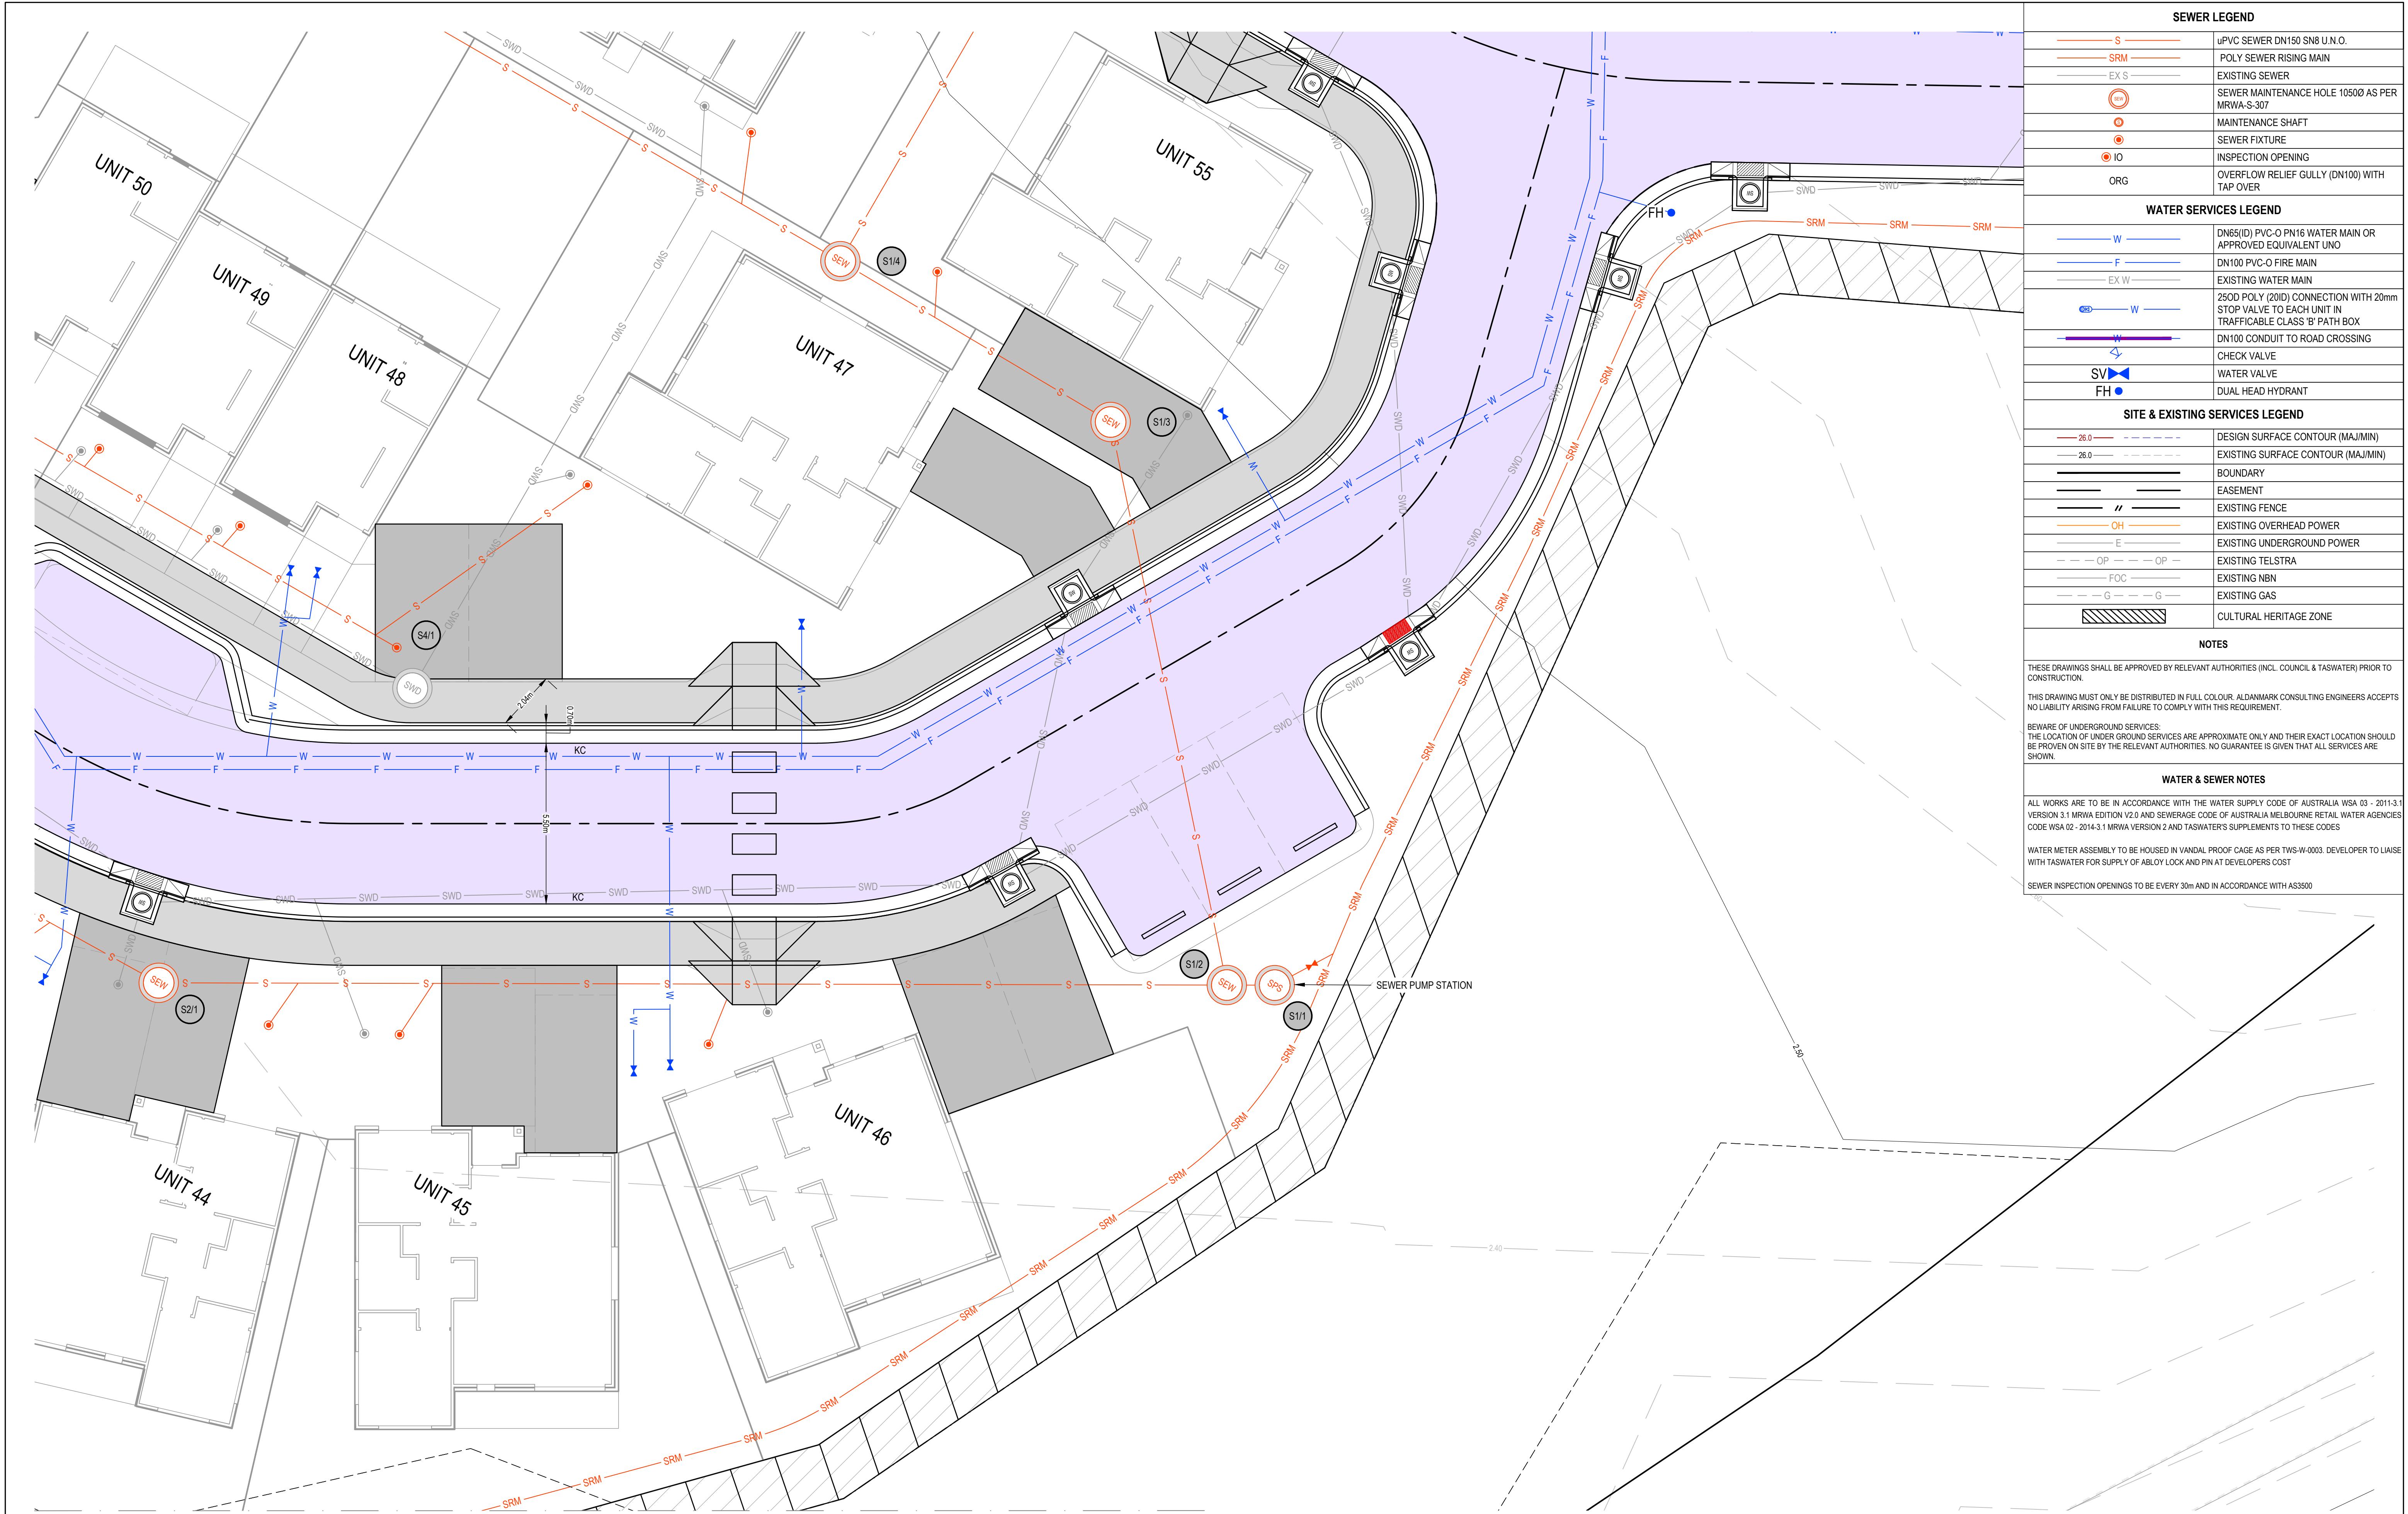 SEWER LEGEND
S uPVC SEWER DN150 SN8 U.N.O.
SRM POLY SEWER RISING MAIN
EX S EXISTING SEWER
SEW SEWER MAINTENANCE HOLE 1050Ø AS PER
MRWA-S-307
MAINTENANCE SHAFT
SEWER FIXTURE
IO INSPECTION OPENING
ORG OVERFLOW RELIEF GULLY (DN100) WITH
TAP OVER
WATER SERVICES LEGEND
W DN65(ID) PVC-O PN16 WATER MAIN OR
APPROVED EQUIVALENT UNO
F DN100 PVC-O FIRE MAIN
EX W EXISTING WATER MAIN
W 25OD POLY (20ID) CONNECTION WITH 20mm
STOP VALVE TO EACH UNIT IN
TRAFFICABLE CLASS 'B' PATH BOX
W DN100 CONDUIT TO ROAD CROSSING
CHECK VALVE
SV WATER VALVE
FH DUAL HEAD HYDRANT
SITE & EXISTING SERVICES LEGEND
26.0 DESIGN SURFACE CONTOUR (MAJ/MIN)
26.0 EXISTING SURFACE CONTOUR (MAJ/MIN)
BOUNDARY
EASEMENT
EXISTING FENCE
OH EXISTING OVERHEAD POWER
E EXISTING UNDERGROUND POWER
OP OP EXISTING TELSTRA
FOC EXISTING NBN
G G EXISTING GAS
CULTURAL HERITAGE ZONE
NOTES
THESE DRAWINGS SHALL BE APPROVED BY RELEVANT AUTHORITIES (INCL. COUNCIL & TASWATER) PRIOR TO
CONSTRUCTION.
THIS DRAWING MUST ONLY BE DISTRIBUTED IN FULL COLOUR. ALDANMARK CONSULTING ENGINEERS ACCEPTS
NO LIABILITY ARISING FROM FAILURE TO COMPLY WITH THIS REQUIREMENT.
BEWARE OF UNDERGROUND SERVICES:
THE LOCATION OF UNDER GROUND SERVICES ARE APPROXIMATE ONLY AND THEIR EXACT LOCATION SHOULD
BE PROVEN ON SITE BY THE RELEVANT AUTHORITIES. NO GUARANTEE IS GIVEN THAT ALL SERVICES ARE
SHOWN.
WATER & SEWER NOTES
ALL WORKS ARE TO BE IN ACCORDANCE WITH THE WATER SUPPLY CODE OF AUSTRALIA WSA 03 - 2011-3.1
VERSION 3.1 MRWA EDITION V2.0 AND SEWERAGE CODE OF AUSTRALIA MELBOURNE RETAIL WATER AGENCIES
CODE WSA 02 - 2014-3.1 MRWA VERSION 2 AND TASWATER'S SUPPLEMENTS TO THESE CODES
WATER METER ASSEMBLY TO BE HOUSED IN VANDAL PROOF CAGE AS PER TWS-W-0003. DEVELOPER TO LIAISE
WITH TASWATER FOR SUPPLY OF ABLOY LOCK AND PIN AT DEVELOPERS COST
SEWER INSPECTION OPENINGS TO BE EVERY 30m AND IN ACCORDANCE WITH AS3500
UNIT 50
UNIT 49
UNIT 48
UNIT 47
UNIT 55
UNIT 44
UNIT 45
UNIT 46
SEW
S1/4
SEW
S1/3
S4/1
SWD
FH
2.04m
0.70m
KC
5.50m
KC
SEW
S2/1
S1/2
SEW
SPS
S1/1
SEWER PUMP STATION
2.50
2.40